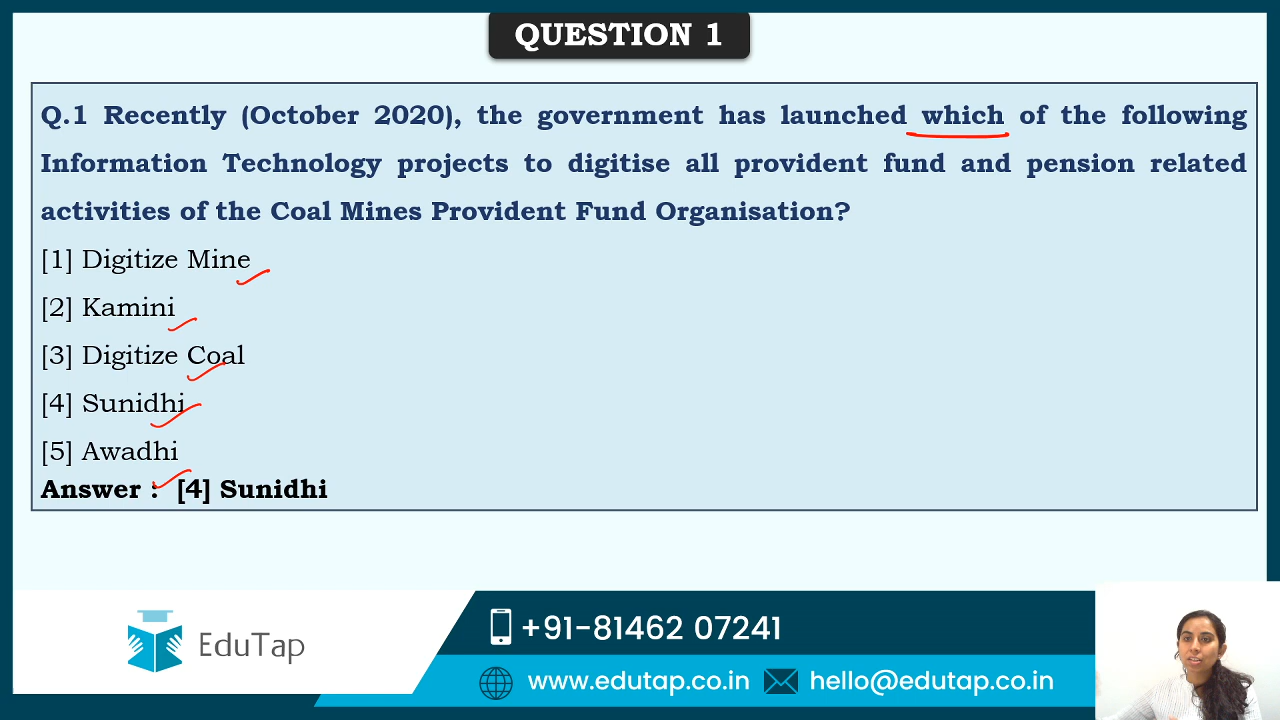 QUESTION 1
Q.1 Recently (October 2020), the government has launched which of the following
Information Technology projects to digitise all provident fund and pension related
activities of the Coal Mines Provident Fund Organisation?
[1] Digitize Mine
[2] Kamini
[3] Digitize Coal
[4] Sunidhi
[5] Awadhi
Answer : [4] Sunidhi
EduTap
+91-81462 07241
www.edutap.co.in
hello@edutap.co.in